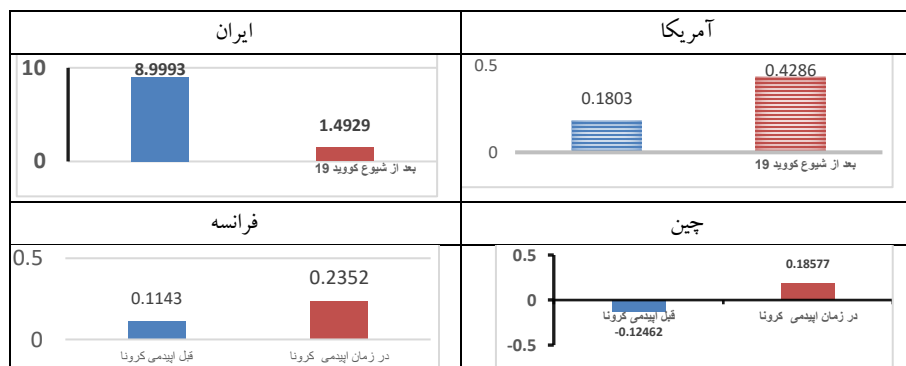 ایران
آمریکا
10
8.9993
1.4929
0
بعد از شیوع کووید 19
0.5
0.4286
0.1803
0
بعد از شیوع کووید 19
فرانسه
چین
0.5
0.2352
0.1143
0
قبل اپیدمی کرونا
در زمان اپیدمی کرونا
0.5
0.18577
0
قبل اپیدمی کرونا
در زمان اپیدمی کرونا
-0.12462
-0.5